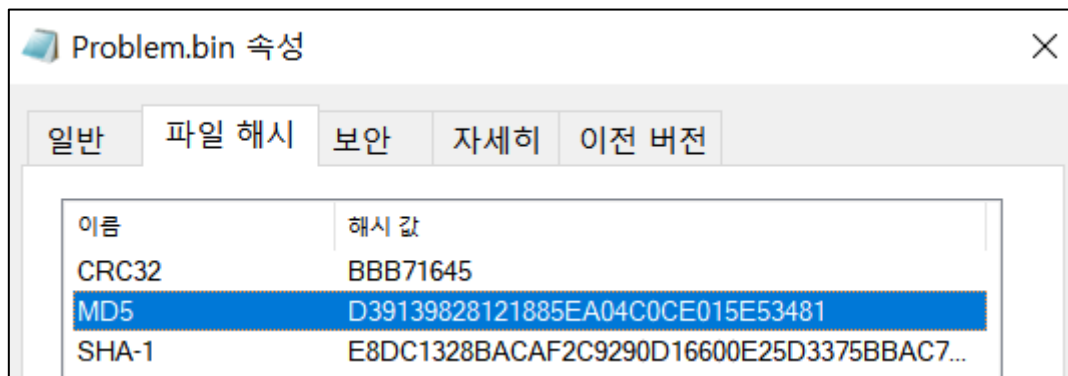 Problem.bin 속성
일반 파일 해시 보안 자세히 이전 버전
이름 해시 값
CRC32 BBB71645
MD5 D39139828121885EA04C0CE015E53481
SHA-1 E8DC1328BACAF2C9290D16600E25D3375BBAC7...